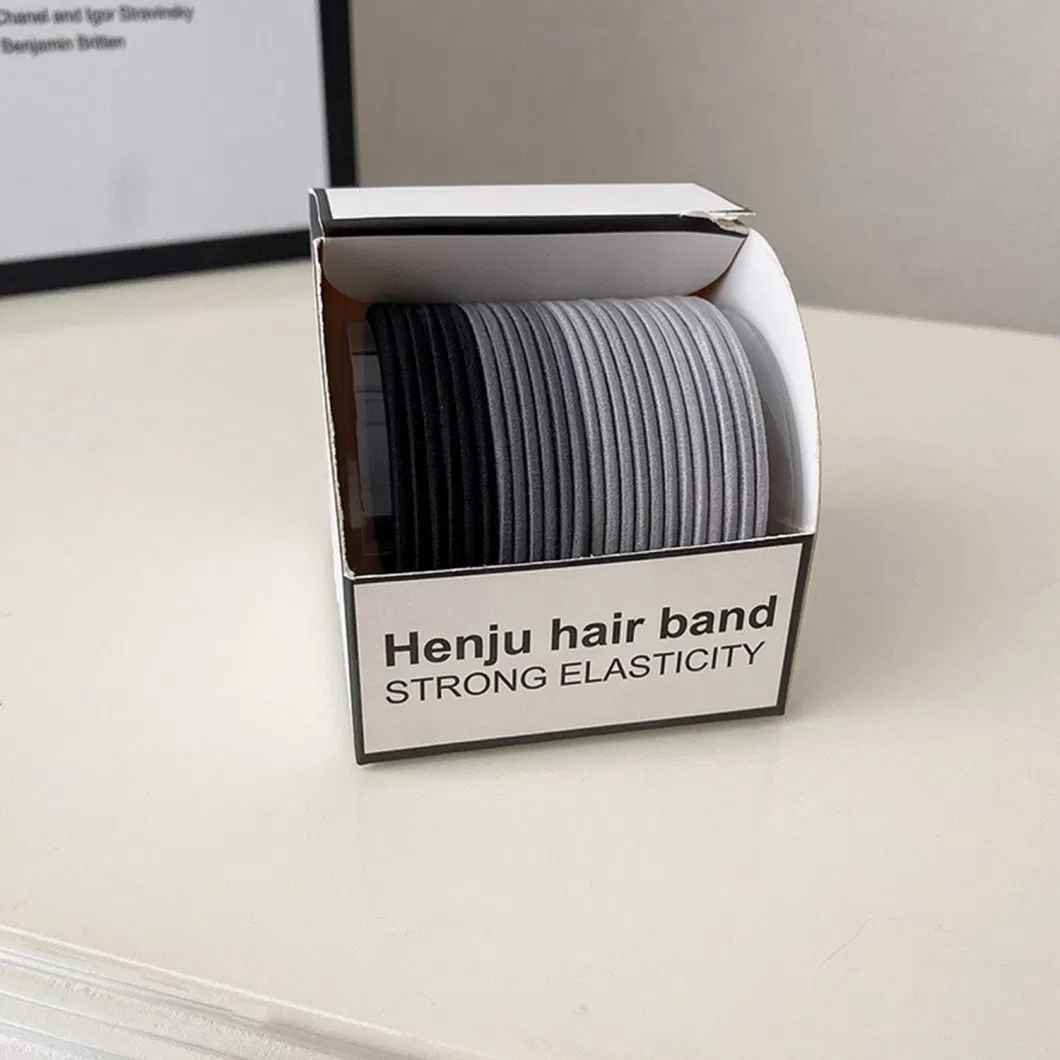 Chanel and Igor Stravinsky
Benjamin Britten
Henju hair band
STRONG ELASTICITY